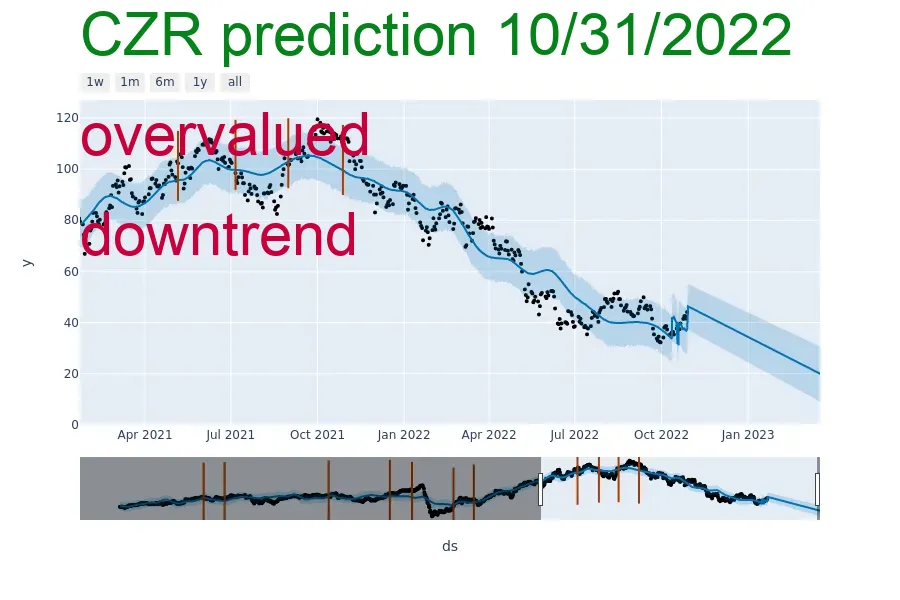 CZR prediction 10/31/2022
1w 1m 6m 1y all
120
overvalued
100
80
downtrend
60
y
40
20
0
Apr 2021 Jul 2021 Oct 2021 Jan 2022 Apr 2022 Jul 2022 Oct 2022 Jan 2023
ds